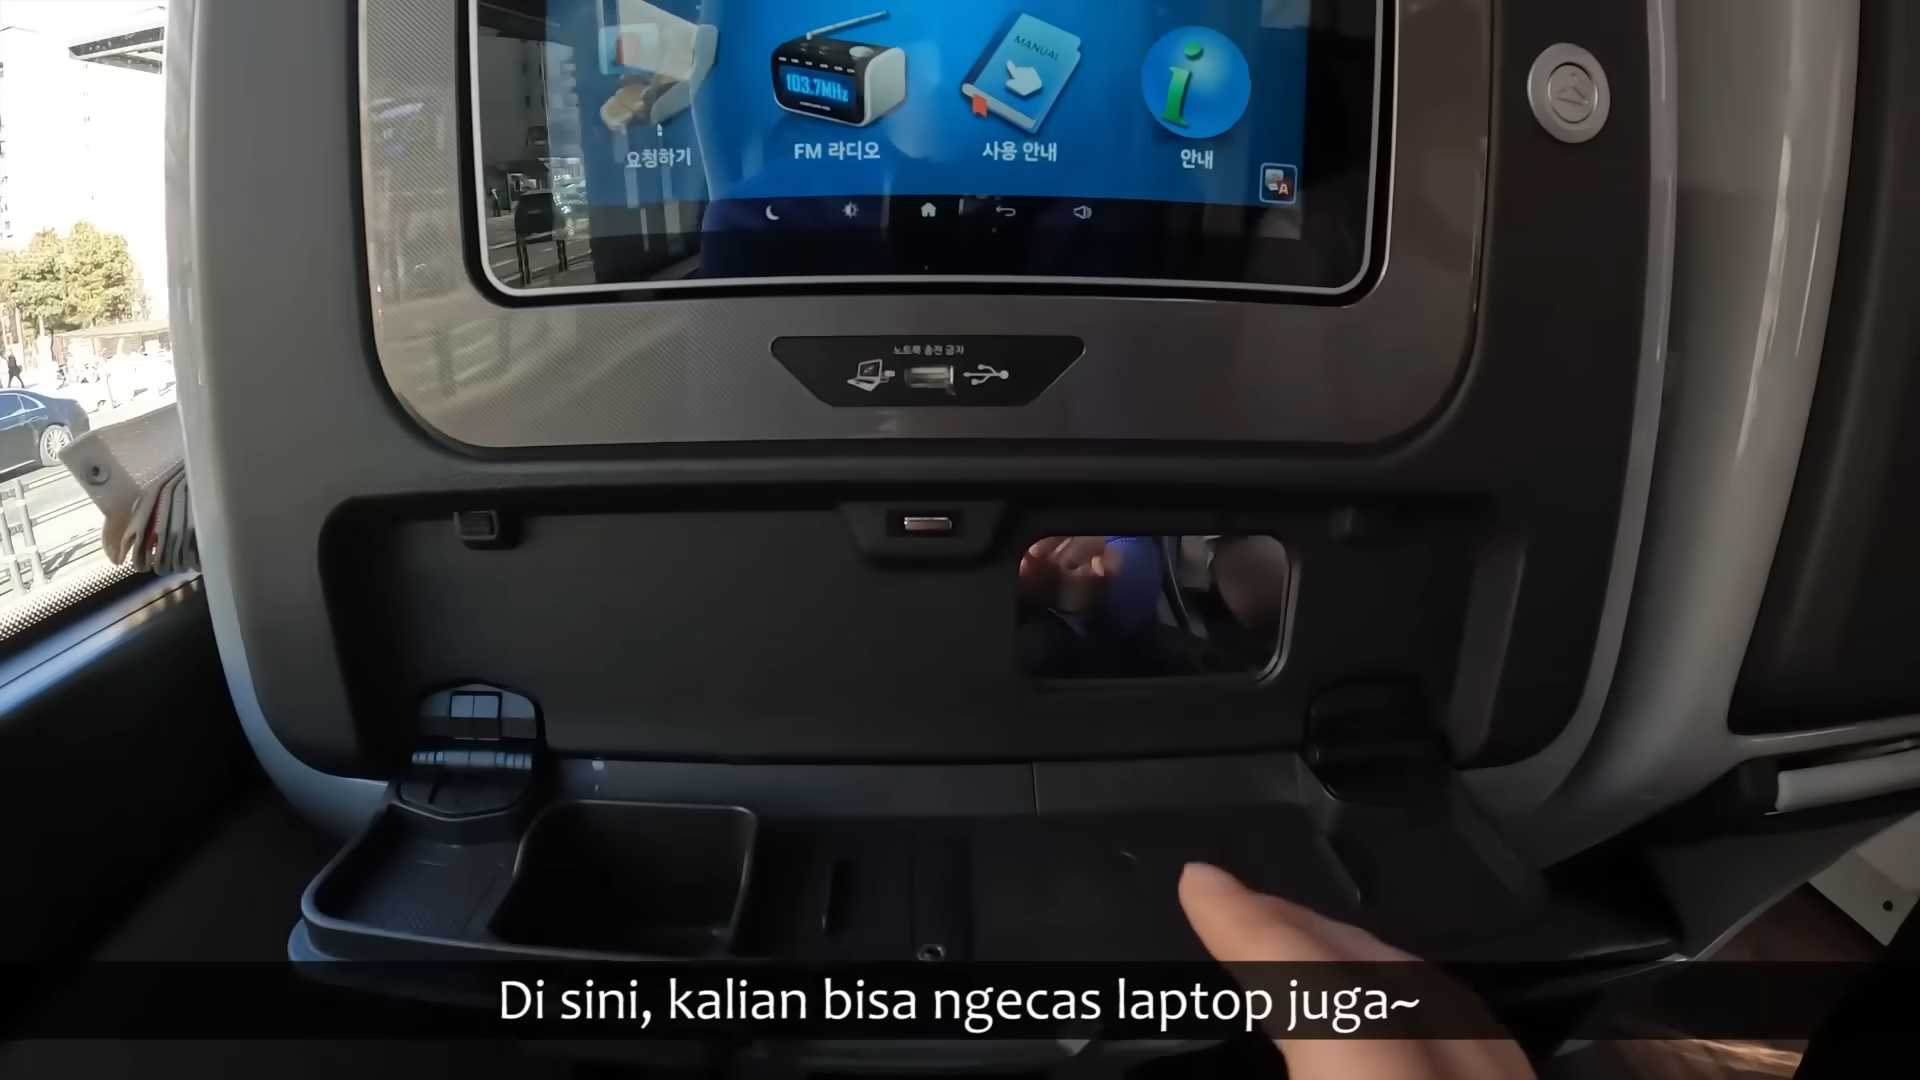 103.7MHz
MANUAL
요청하기
FM 라디오
사용 안내
안내
A
노트북 충전 금지
Di sini, kalian bisa ngecas laptop juga~